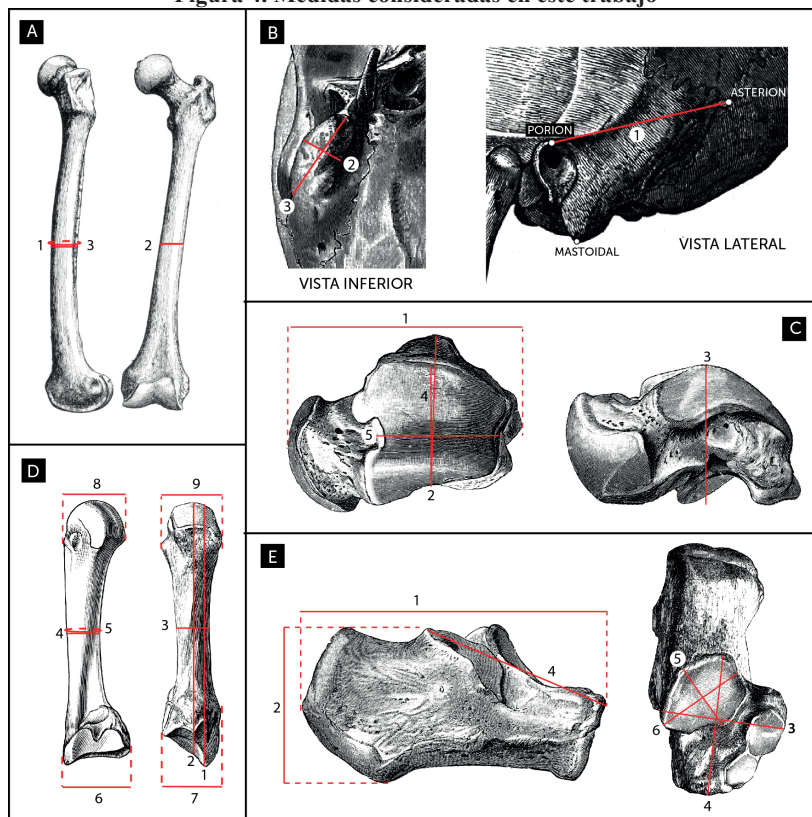 Figura 4. Medidas consideradas en este trabajo
A
1
3
2
B
2
3
VISTA INFERIOR
PORION
ASTERION
1
MASTOIDAL
VISTA LATERAL
C
1
4
5
2
3
D
8
9
4
5
3
2
1
6
7
E
1
2
4
5
6
3
4